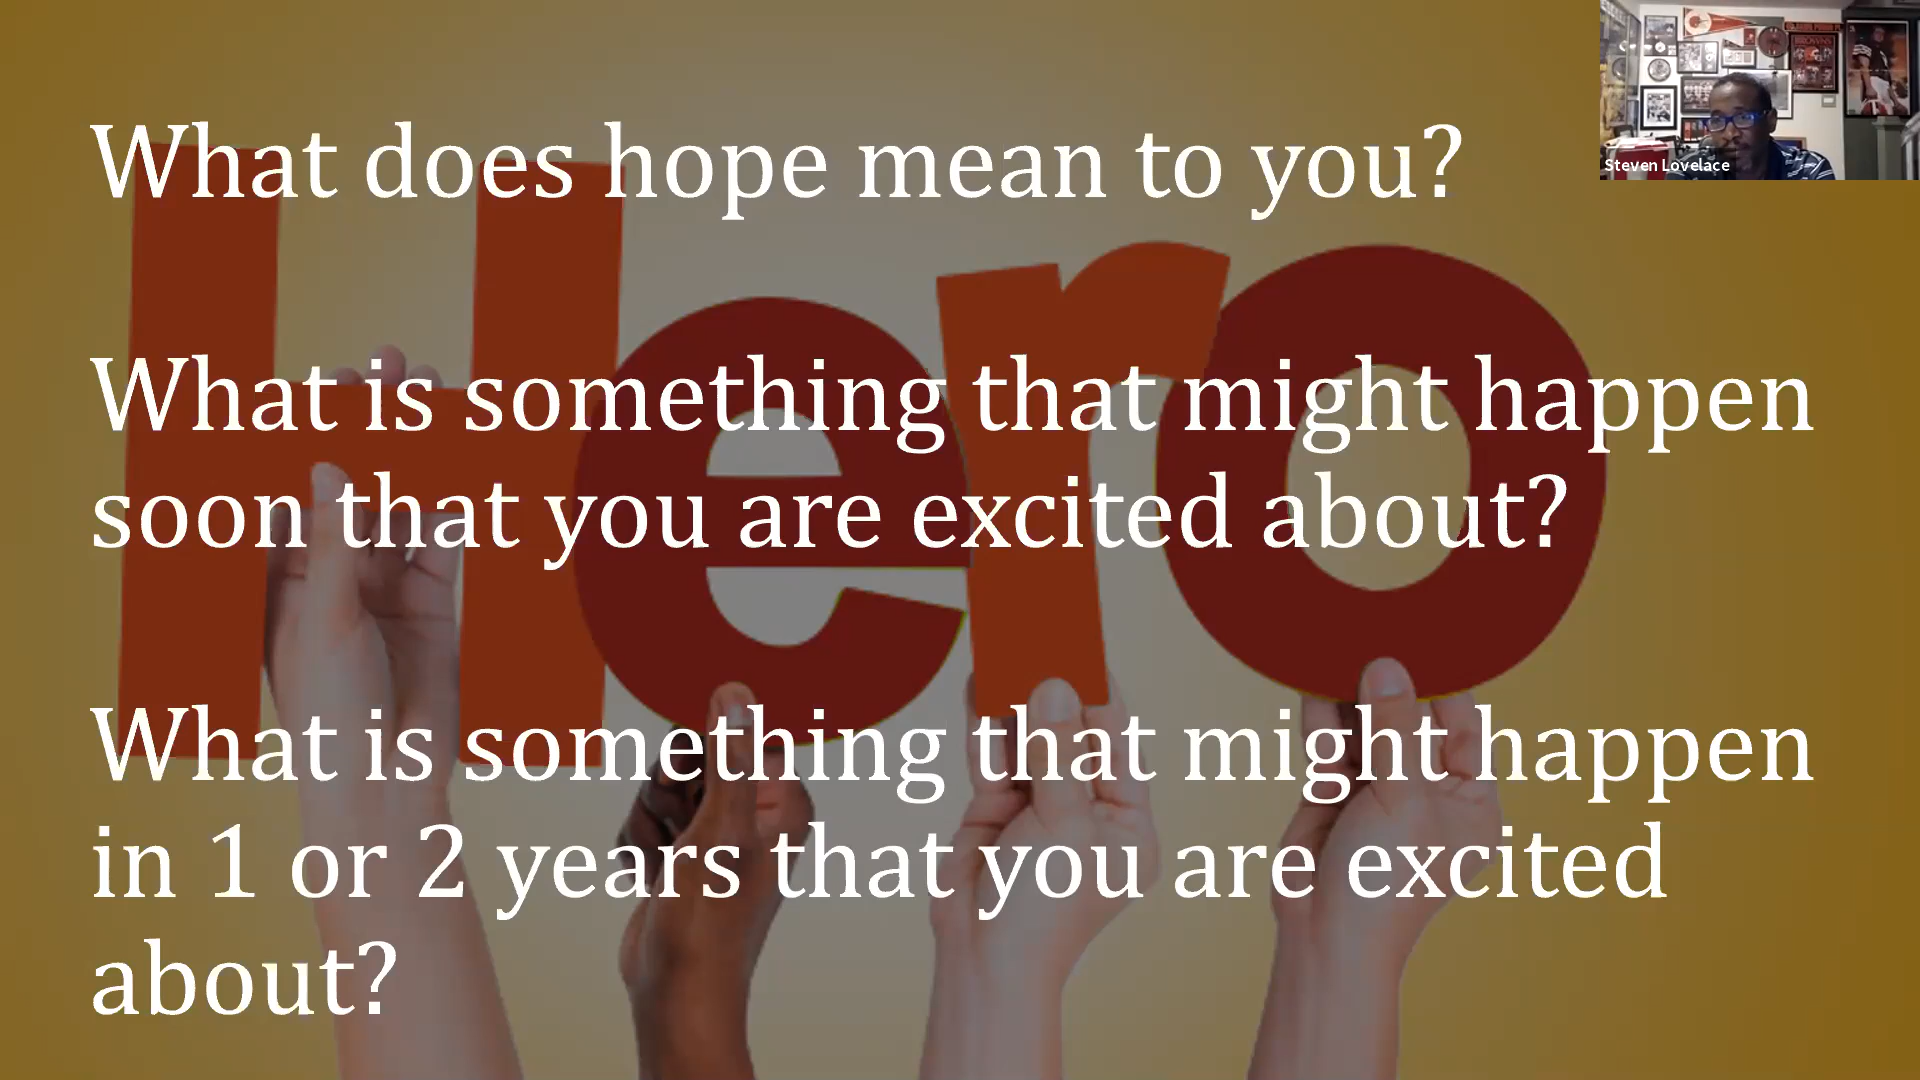 What does hope mean to you?
What is something that might happen
soon that you are excited about?
What is something that might happen
in 1 or 2 years that you are excited
about?
Hero
Steven Lovelace
BROWNS